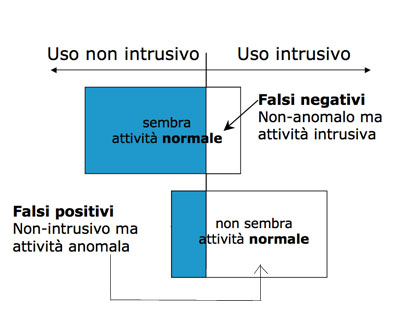 Uso non intrusivo
Uso intrusivo
sembra
attività normale
Falsi negativi
Non-anomalo ma
attività intrusiva
Falsi positivi
Non-intrusivo ma
attività anomala
non sembra
attività normale